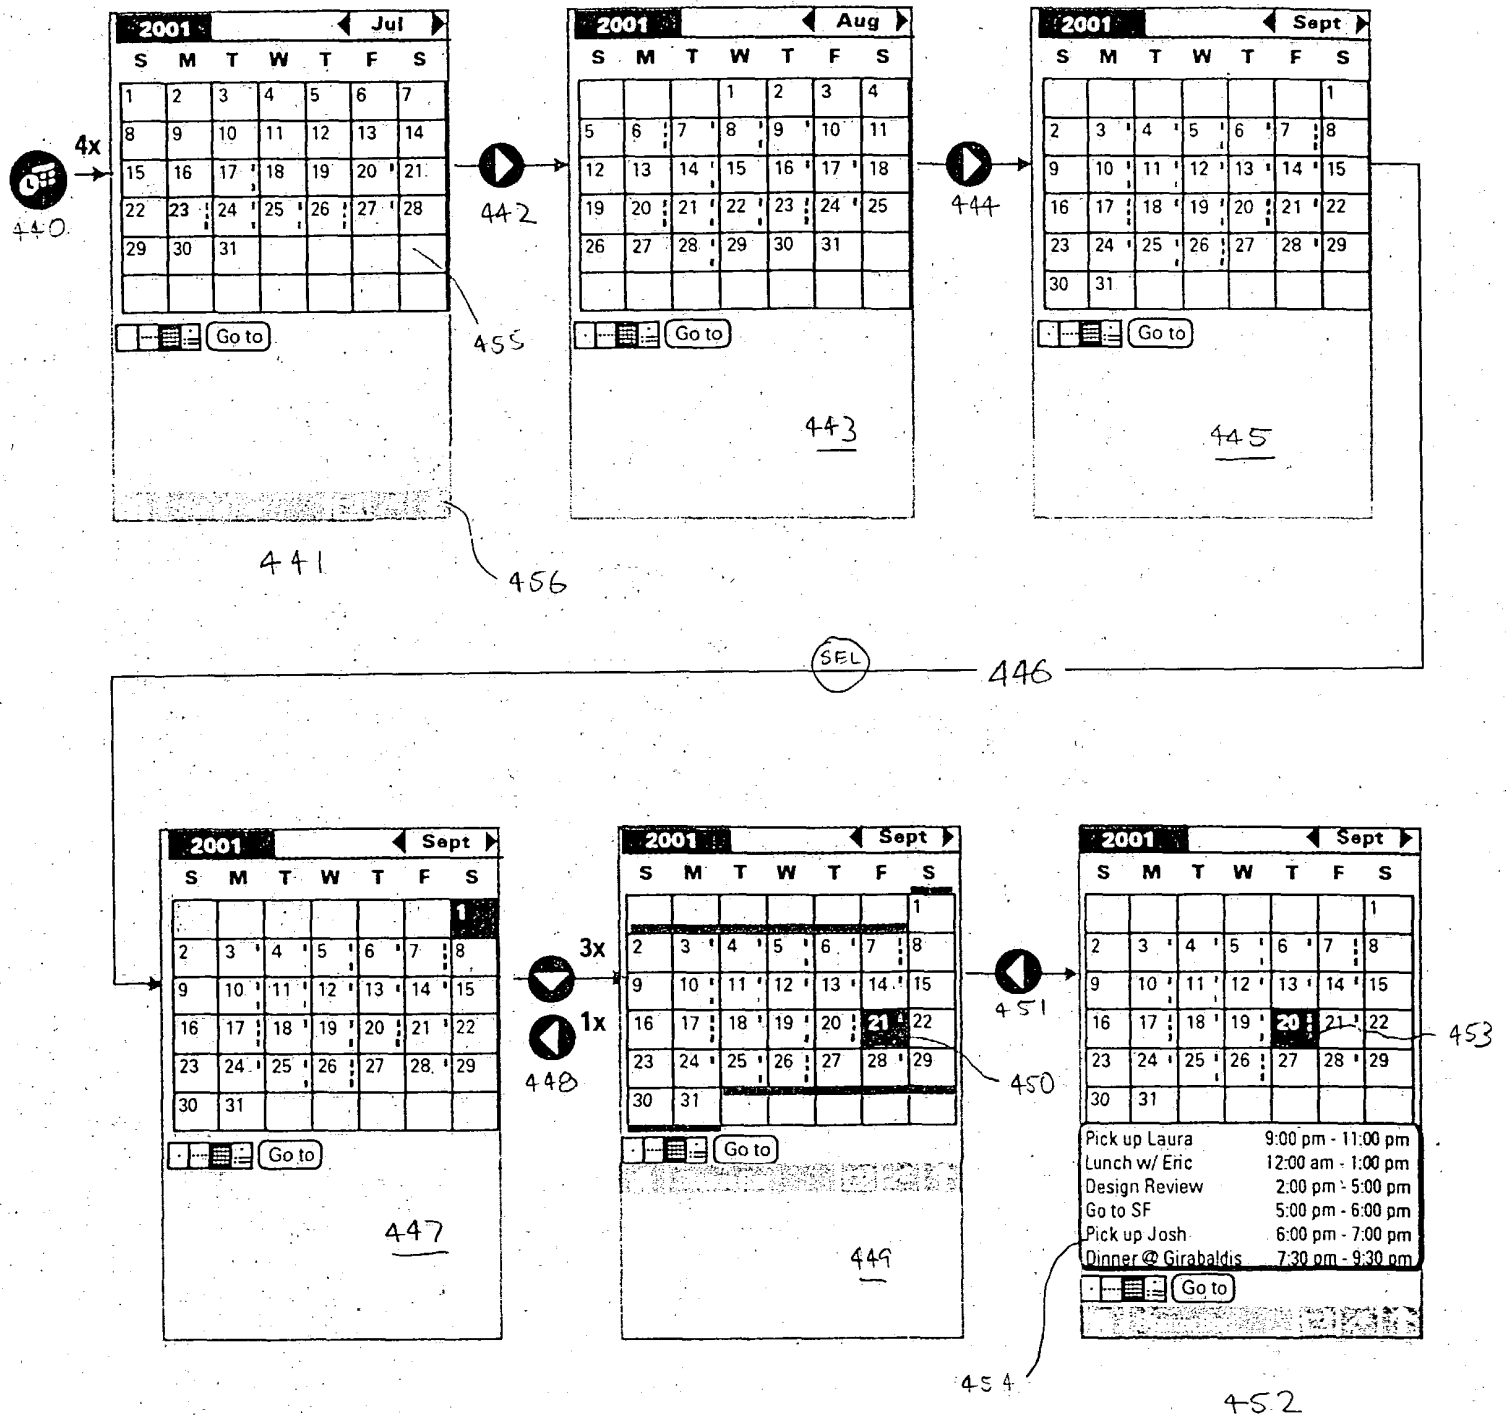 2001 Jul
S M T W T F S
1 2 3 4 5 6 7
8 9 10 11 12 13 14
15 16 17 18 19 20 21
22 23 24 25 26 27 28
29 30 31
Go to
2001 Aug
S M T W T F S
1 2 3 4
5 6 7 8 9 10 11
12 13 14 15 16 17 18
19 20 21 22 23 24 25
26 27 28 29 30 31
Go to
2001 Sept
S M T W T F S
1
2 3 4 5 6 7 8
9 10 11 12 13 14 15
16 17 18 19 20 21 22
23 24 25 26 27 28 29
30 31
Go to
4x
440
442
444
455
443
445
441
456
SEL
446
2001 Sept
S M T W T F S
1
2 3 4 5 6 7 8
9 10 11 12 13 14 15
16 17 18 19 20 21 22
23 24 25 26 27 28 29
30 31
Go to
447
3x
1x
448
2001 Sept
S M T W T F S
1
2 3 4 5 6 7 8
9 10 11 12 13 14 15
16 17 18 19 20 21 22
23 24 25 26 27 28 29
30 31
Go to
449
450
451
2001 Sept
S M T W T F S
1
2 3 4 5 6 7 8
9 10 11 12 13 14 15
16 17 18 19 20 21 22
23 24 25 26 27 28 29
30 31
Pick up Laura 9:00 pm - 11:00 pm
Lunch w/ Eric 12:00 am - 1:00 pm
Design Review 2:00 pm - 5:00 pm
Go to SF 5:00 pm - 6:00 pm
Pick up Josh 6:00 pm - 7:00 pm
Dinner @ Girabaldis 7:30 pm - 9:30 pm
Go to
453
454
452